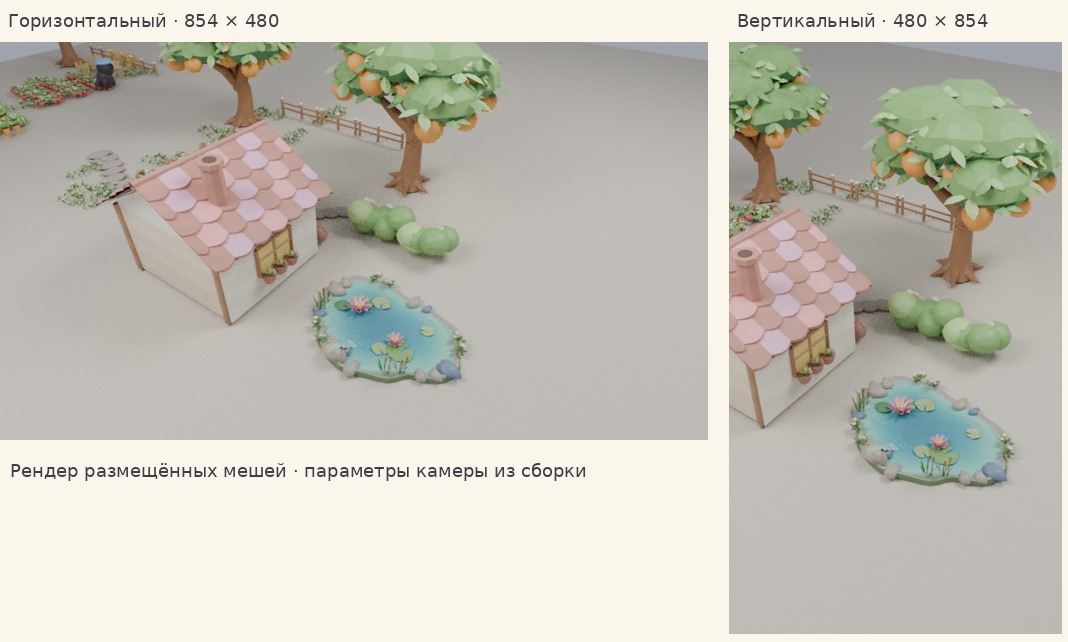 Горизонтальный · 854 × 480
Вертикальный · 480 × 854
Рендер размещённых мешей · параметры камеры из сборки